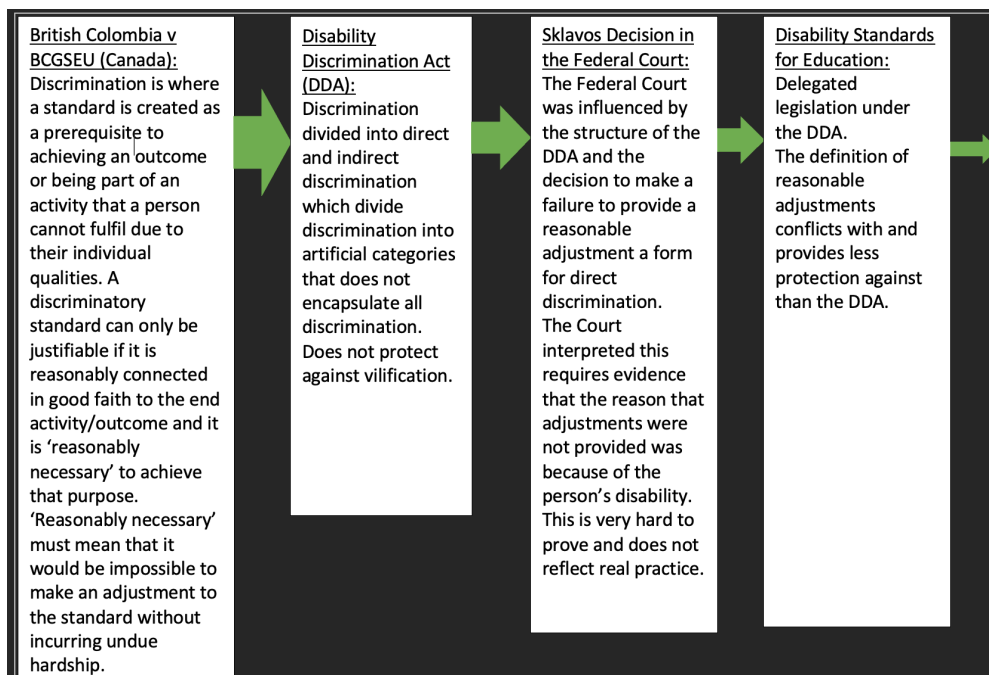 British Colombia v
BCGSEU (Canada):
Discrimination is where
a standard is created as
a prerequisite to
achieving an outcome
or being part of an
activity that a person
cannot fulfil due to
their individual
qualities. A
discriminatory
standard can only be
justifiable if it is
reasonably connected
in good faith to the end
activity/outcome and it
is ‘reasonably
necessary’ to achieve
that purpose.
‘Reasonably necessary’
must mean that it
would be impossible to
make an adjustment to
the standard without
incurring undue
hardship.
Disability
Discrimination Act
(DDA):
Discrimination
divided into direct
and indirect
discrimination
which divide
discrimination into
artificial categories
that does not
encapsulate all
discrimination.
Does not protect
against vilification.
Sklavos Decision in
the Federal Court:
The Federal Court
was influenced by
the structure of the
DDA and the
decision to make a
failure to provide a
reasonable
adjustment a form
for direct
discrimination.
The Court
interpreted this
requires evidence
that the reason that
adjustments were
not provided was
because of the
person’s disability.
This is very hard to
prove and does not
reflect real practice.
Disability Standards
for Education:
Delegated
legislation under
the DDA.
The definition of
reasonable
adjustments
conflicts with and
provides less
protection against
than the DDA.